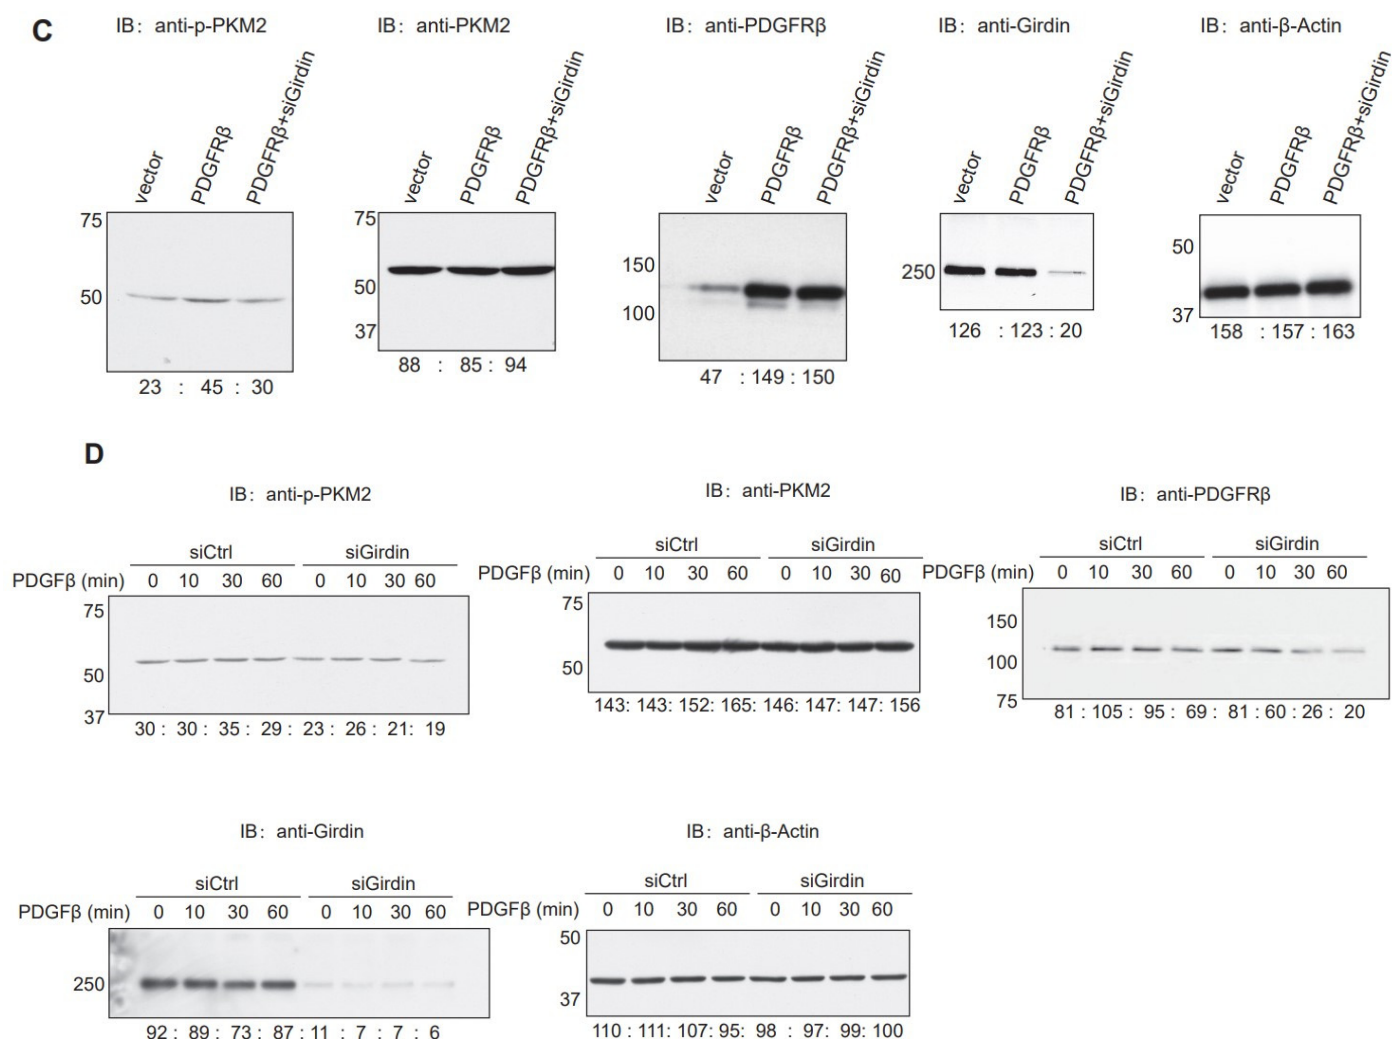 C
IB: anti-p-PKM2
vector
PDGFRβ
PDGFRβ+siGirdin
75
50
23 : 45 : 30
IB: anti-PKM2
vector
PDGFRβ
PDGFRβ+siGirdin
75
50
37
88 : 85 : 94
IB: anti-PDGFRβ
vector
PDGFRβ
PDGFRβ+siGirdin
150
100
47 : 149 : 150
IB: anti-Girdin
vector
PDGFRβ
PDGFRβ+siGirdin
250
126 : 123 : 20
IB: anti-β-Actin
vector
PDGFRβ
PDGFRβ+siGirdin
50
37
158 : 157 : 163
D
IB: anti-p-PKM2
siCtrl siGirdin
PDGFβ (min) 0 10 30 60 0 10 30 60
75
50
37
30 : 30 : 35 : 29 : 23 : 26 : 21 : 19
IB: anti-PKM2
siCtrl siGirdin
PDGFβ (min) 0 10 30 60 0 10 30 60
75
50
143: 143: 152: 165: 146: 147: 147: 156
IB: anti-PDGFRβ
siCtrl siGirdin
PDGFβ (min) 0 10 30 60 0 10 30 60
150
100
75
81 : 105 : 95 : 69 : 81 : 60 : 26 : 20
IB: anti-Girdin
siCtrl siGirdin
PDGFβ (min) 0 10 30 60 0 10 30 60
250
92 : 89 : 73 : 87 : 11 : 7 : 7 : 6
IB: anti-β-Actin
siCtrl siGirdin
PDGFβ (min) 0 10 30 60 0 10 30 60
50
37
110 : 111: 107: 95: 98 : 97: 99: 100